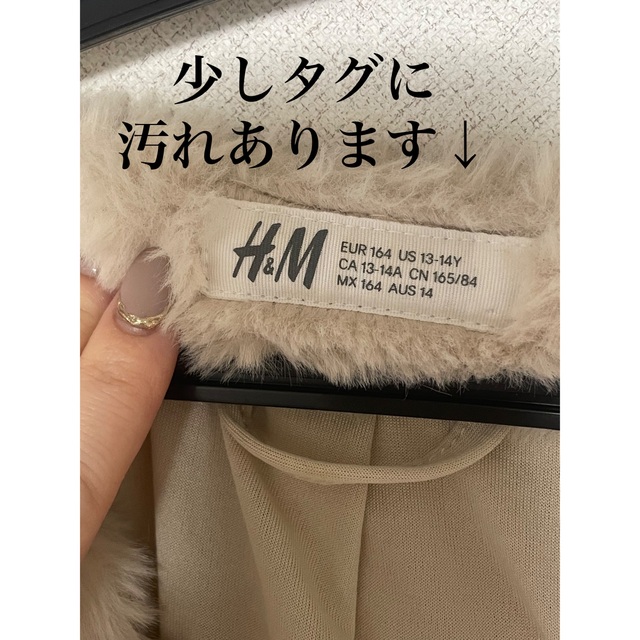 少しタグに
汚れあります↓
H&M
EUR 164 US 13-14Y
CA 13-14A CN 165/84
MX 164 AUS 14